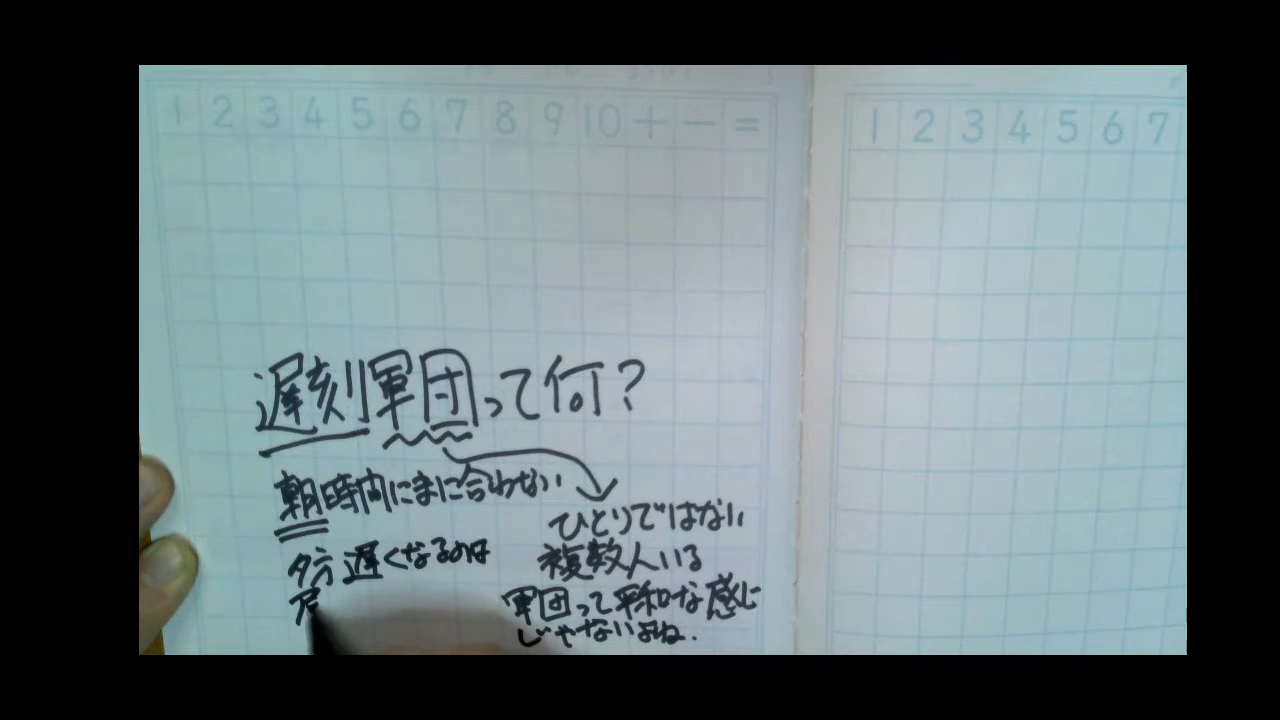 1 2 3 4 5 6 7 8 9 10 + − =
1 2 3 4 5 6 7
遅刻軍団って何?
朝時間にまに合わない
夕方遅くなるのは
ひとりではない
複数人いる
軍団って平和な感じ
じゃないよね.